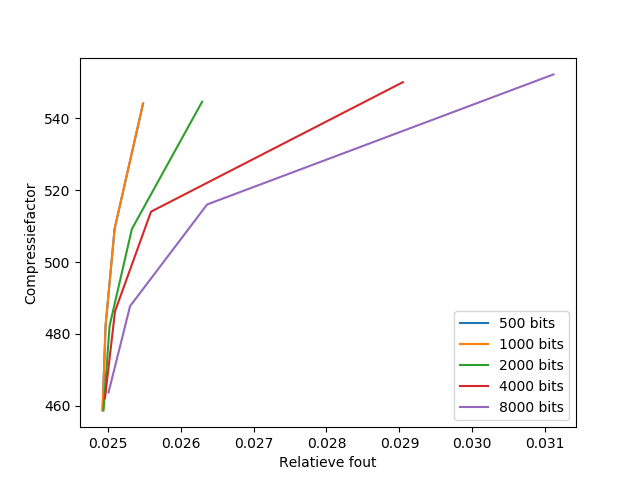 540
520
500
480
460
Compressiefactor
0.025
0.026
0.027
0.028
0.029
0.030
0.031
Relatieve fout
500 bits
1000 bits
2000 bits
4000 bits
8000 bits